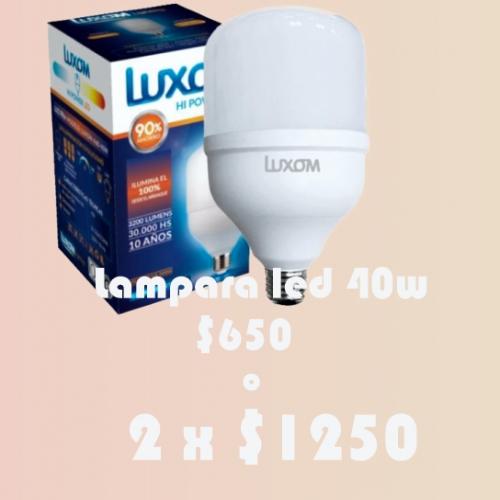 LUXOM
HI POW
90%
ILUMINA EL
100%
3200 LUMENS
30.000 HS
10 AÑOS
LUXOM
Lampara led 40w
$650
o
2 x $1250